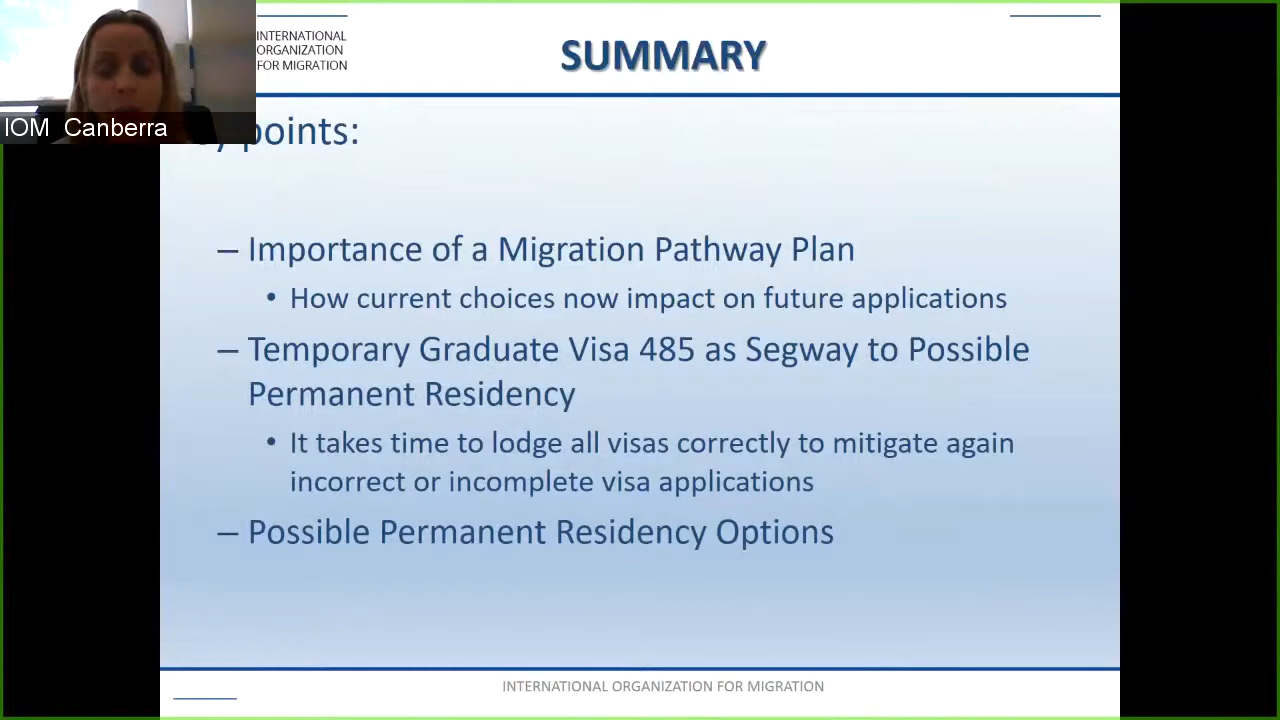 INTERNATIONAL
ORGANIZATION
FOR MIGRATION
SUMMARY
IOM Canberra
points:
– Importance of a Migration Pathway Plan
• How current choices now impact on future applications
– Temporary Graduate Visa 485 as Segway to Possible
Permanent Residency
• It takes time to lodge all visas correctly to mitigate again
incorrect or incomplete visa applications
– Possible Permanent Residency Options
INTERNATIONAL ORGANIZATION FOR MIGRATION